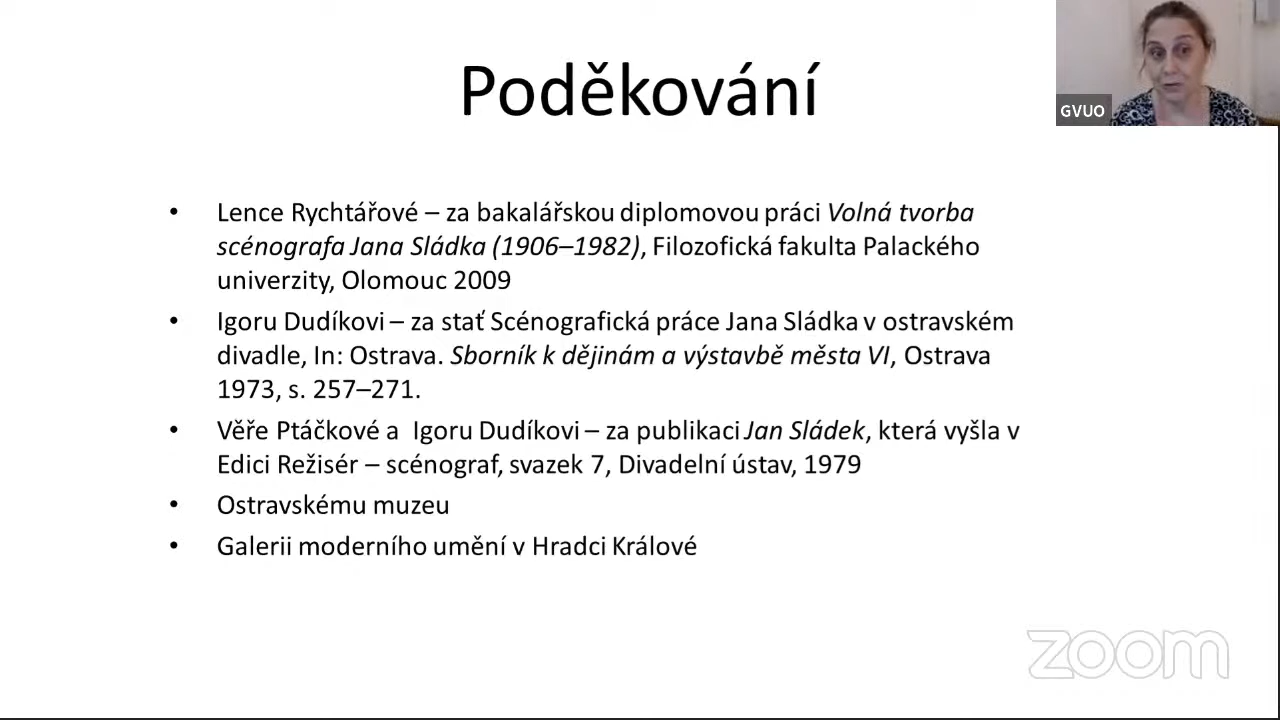 Poděkování
GVUO
• Lence Rychtářové – za bakalářskou diplomovou práci Volná tvorba
scénografa Jana Sládka (1906–1982), Filozofická fakulta Palackého
univerzity, Olomouc 2009
• Igoru Dudíkovi – za stať Scénografická práce Jana Sládka v ostravském
divadle, In: Ostrava. Sborník k dějinám a výstavbě města VI, Ostrava
1973, s. 257–271.
• Věře Ptáčkové a Igoru Dudíkovi – za publikaci Jan Sládek, která vyšla v
Edici Režisér – scénograf, svazek 7, Divadelní ústav, 1979
• Ostravskému muzeu
• Galerii moderního umění v Hradci Králové
zoom